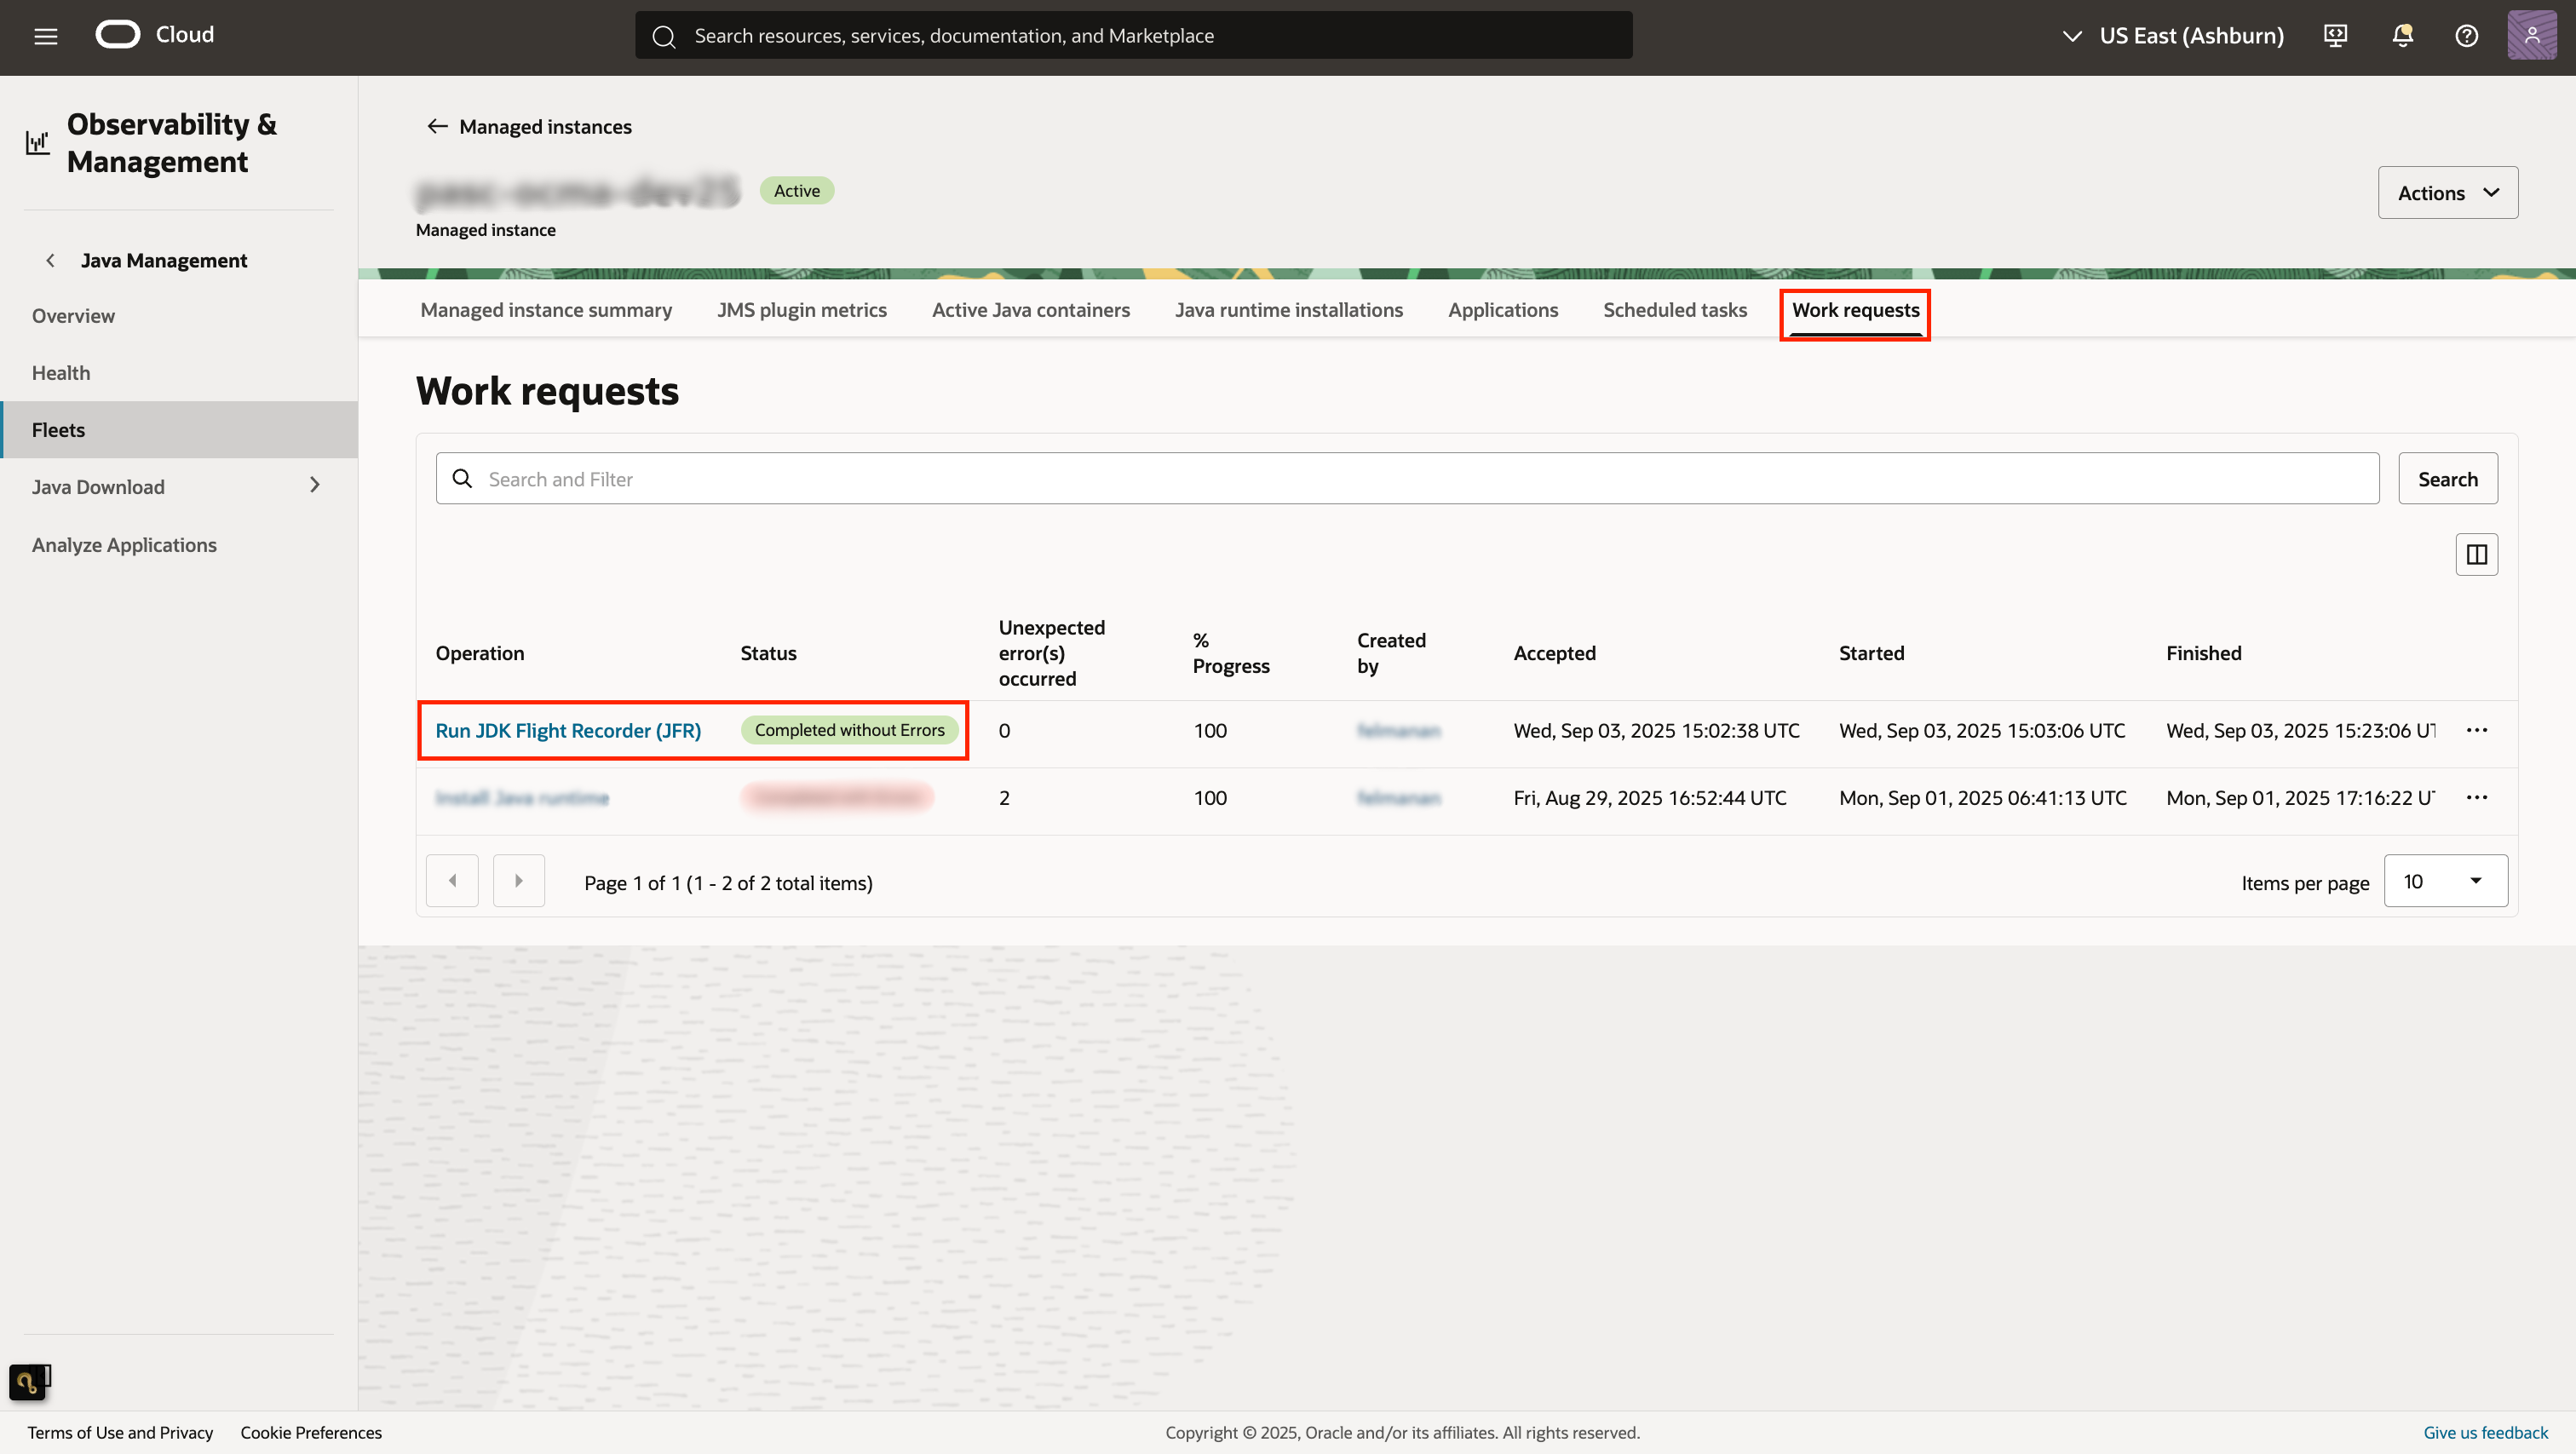 Cloud
Search resources, services, documentation, and Marketplace
US East (Ashburn)
Observability &
Management
Java Management
Overview
Health
Fleets
Java Download
Analyze Applications
Managed instances
Active
Actions
Managed instance
Managed instance summary JMS plugin metrics Active Java containers Java runtime installations Applications Scheduled tasks Work requests
Work requests
Search and Filter
Search
Operation Status Unexpected error(s) occurred % Progress Created by Accepted Started Finished
Run JDK Flight Recorder (JFR) Completed without Errors 0 100 Wed, Sep 03, 2025 15:02:38 UTC Wed, Sep 03, 2025 15:03:06 UTC Wed, Sep 03, 2025 15:23:06 UT
Install Java runtime 2 100 Fri, Aug 29, 2025 16:52:44 UTC Mon, Sep 01, 2025 06:41:13 UTC Mon, Sep 01, 2025 17:16:22 U
Page 1 of 1 (1 - 2 of 2 total items)
Items per page 10
Terms of Use and Privacy Cookie Preferences
Copyright © 2025, Oracle and/or its affiliates. All rights reserved.
Give us feedback